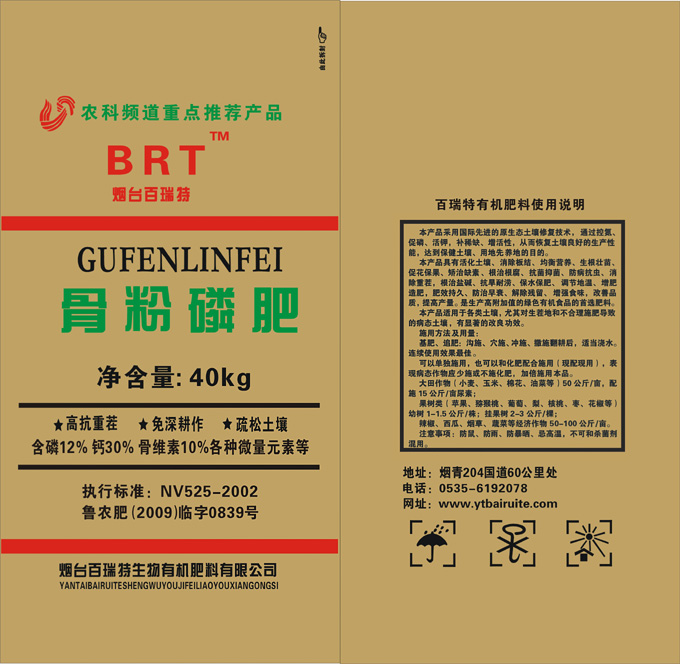 由此拆封
农科频道重点推荐产品
BRT™
烟台百瑞特
GUFENLINFEI
骨粉磷肥
净含量: 40kg
★高抗重茬 ★免深耕作 ★疏松土壤
含磷12% 钙30% 骨维素10%各种微量元素等
执行标准: NV525-2002
鲁农肥(2009)临字0839号
烟台百瑞特生物有机肥料有限公司
YANTAIBAIRUITESHENGWUYOUJIFEILIAOYOUXIANGONGSI
百瑞特有机肥料使用说明
本产品采用国际先进的原生态土壤修复技术，通过控氮、
促磷、活钾，补稀缺、增活性，从而恢复土壤良好的生产性
能，达到保健土壤、用地先养地的目的。
本产品具有活化土壤、消除板结、均衡营养、生根壮苗、
促花保果、矫治缺素、根治根腐、抗菌抑菌、防病抗虫、消
除重茬，根治盐碱、抗旱耐涝、保水保肥、调节地温、增肥
造肥，肥效持久、防治早衰、解除残留、增强食味，改善品
质，提高产量。是生产高附加值的绿色有机食品的首选肥料。
本产品适用于各类土壤，尤其对生茬地和不合理施肥导致
的病态土壤，有显著的改良功效。
施用方法及用量：
基肥、追肥：沟施、穴施、冲施、撒施翻耕后，适当浇水。
连续使用效果最佳。
可以单独施用，也可以和化肥配合施用（现配现用），表
现病态作物应少施或不施化肥，加倍施用本品。
大田作物（小麦、玉米、棉花、油菜等）50公斤/亩，配
施15公斤/亩尿素；
果树类（苹果、猕猴桃、葡萄、梨、核桃、枣、花椒等）
幼树1-1.5公斤/株；挂果树2-3公斤/棵；
辣椒、西瓜、烟草、蔬菜等经济作物50-100公斤/亩。
注意事项：防鼠、防雨、防暴晒、忌高温，不可和杀菌剂
混用。
地址：烟青204国道60公里处
电话：0535-6192078
网址：www.ytbairuite.com